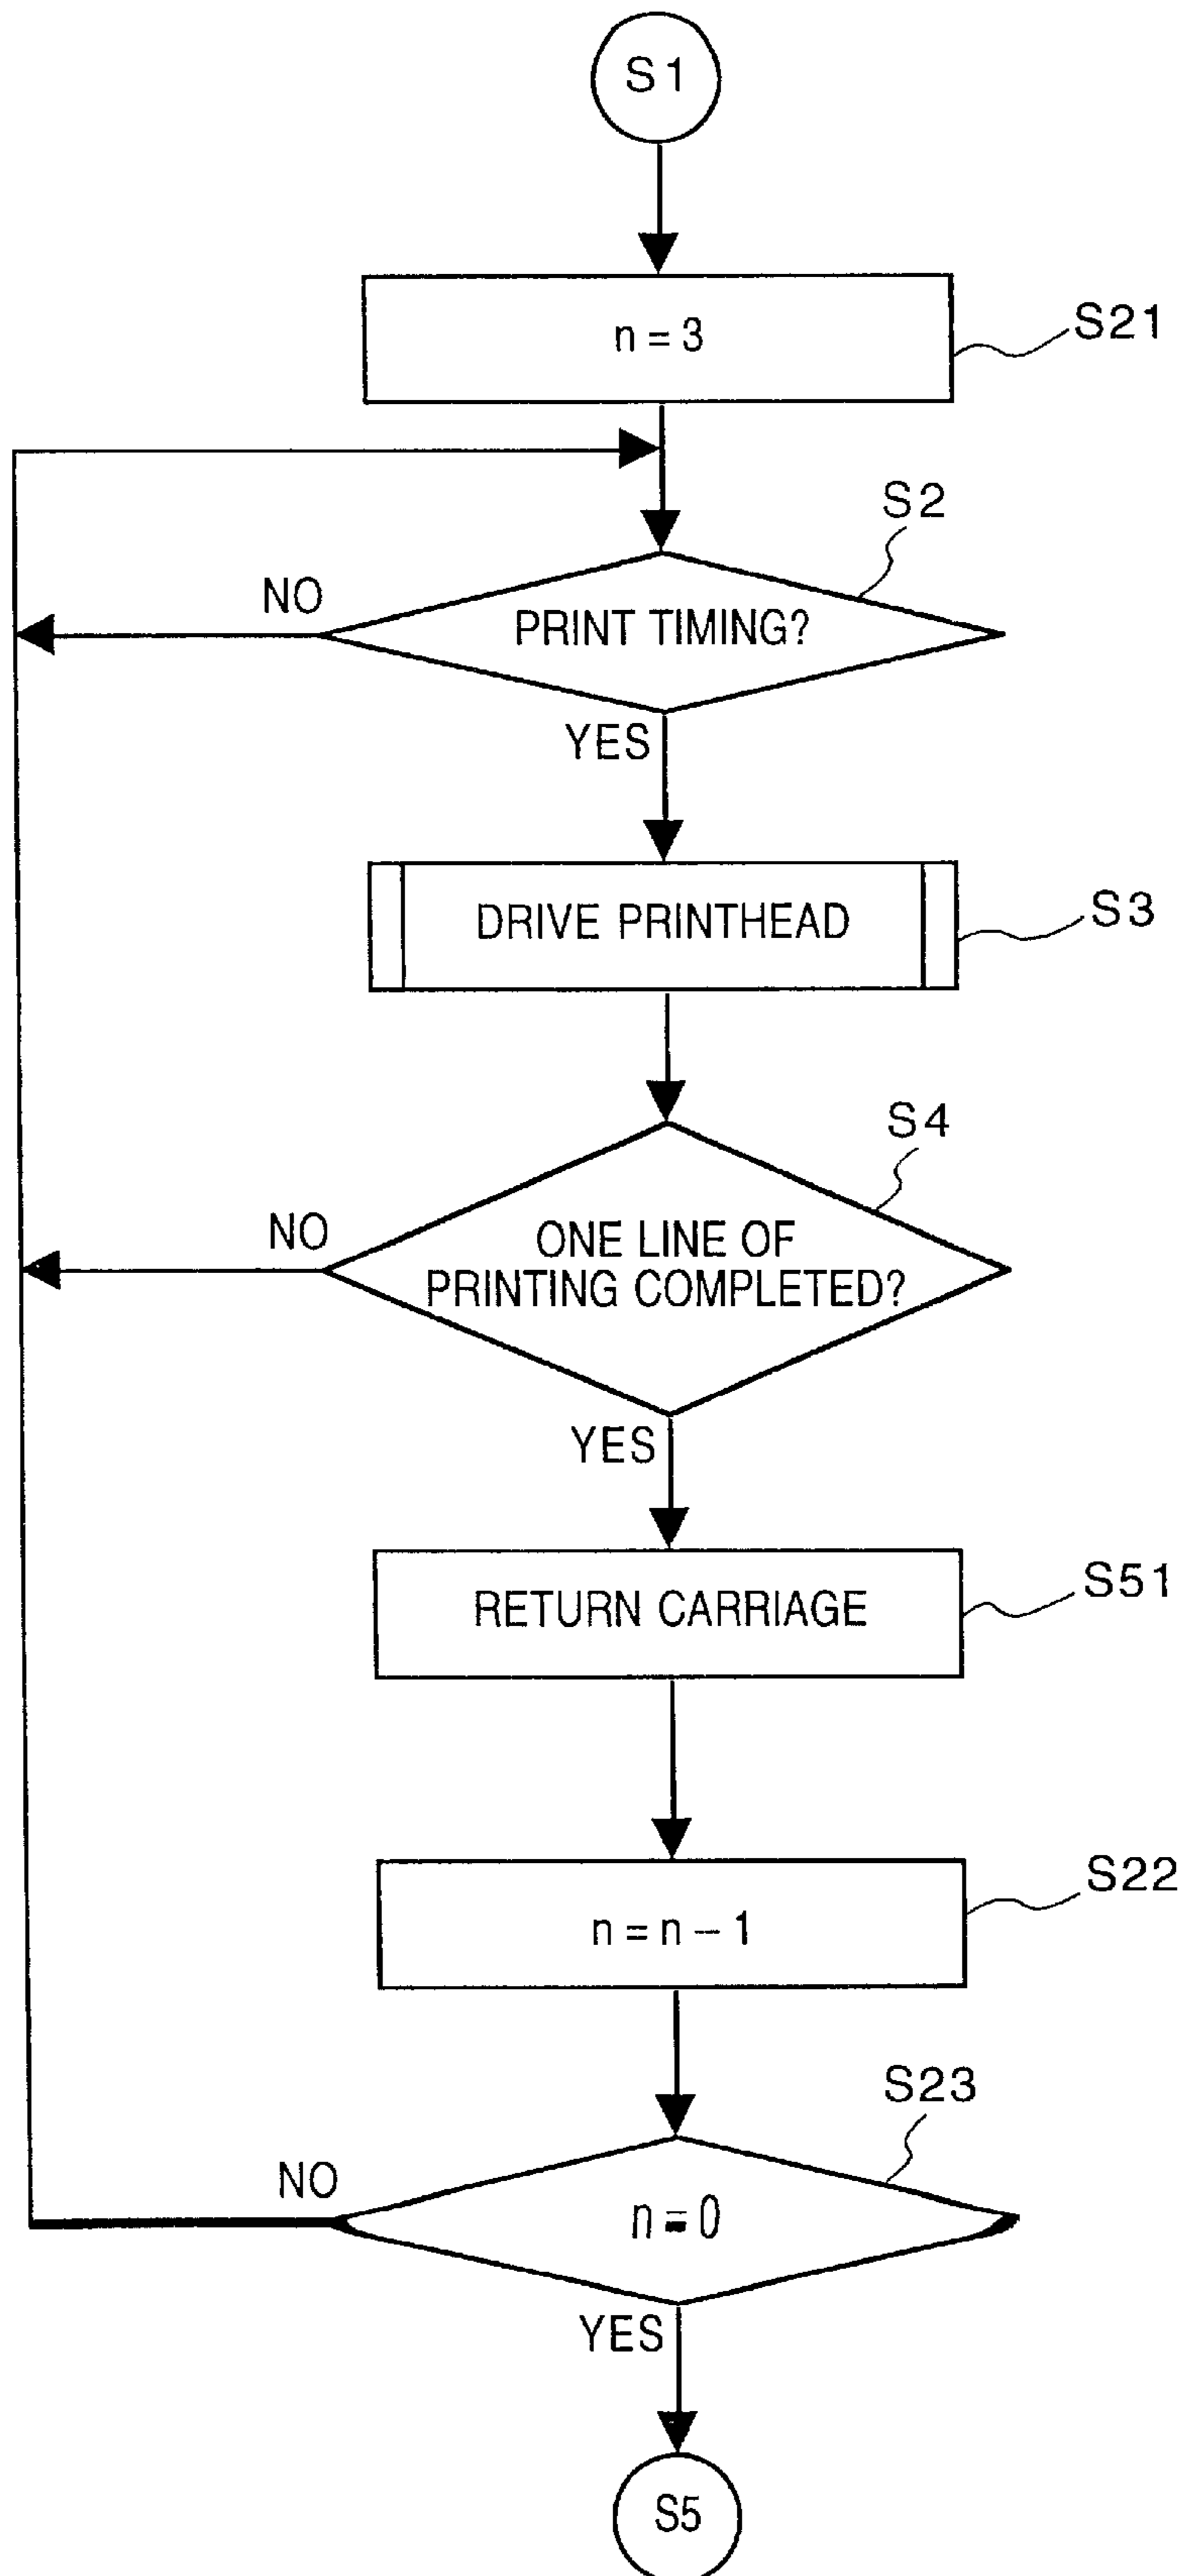 S1
n = 3
S21
S2
NO
PRINT TIMING?
YES
DRIVE PRINTHEAD
S3
S4
NO
ONE LINE OF
PRINTING COMPLETED?
YES
RETURN CARRIAGE
S51
n = n – 1
S22
S23
NO
n = 0
YES
S5